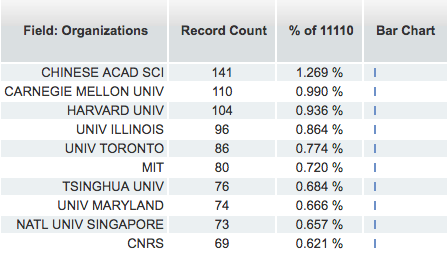 Field: Organizations Record Count % of 11110 Bar Chart
CHINESE ACAD SCI 141 1.269 %
CARNEGIE MELLON UNIV 110 0.990 %
HARVARD UNIV 104 0.936 %
UNIV ILLINOIS 96 0.864 %
UNIV TORONTO 86 0.774 %
MIT 80 0.720 %
TSINGHUA UNIV 76 0.684 %
UNIV MARYLAND 74 0.666 %
NATL UNIV SINGAPORE 73 0.657 %
CNRS 69 0.621 %